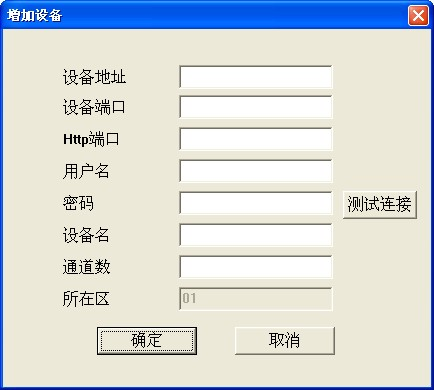 增加设备
设备地址
设备端口
Http端口
用户名
密码 测试连接
设备名
通道数
所在区 01
确定 取消